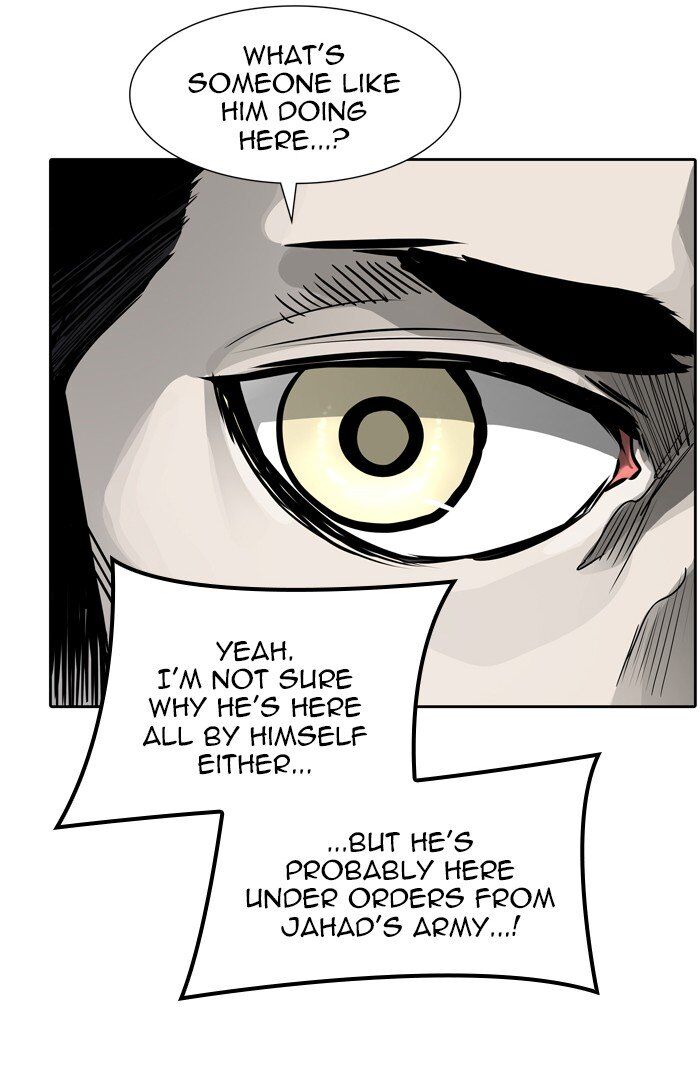 WHAT'S
SOMEONE LIKE
HIM DOING
HERE...?
YEAH.
I'M NOT SURE
WHY HE'S HERE
ALL BY HIMSELF
EITHER...
...BUT HE'S
PROBABLY HERE
UNDER ORDERS FROM
JAHAD'S ARMY...!